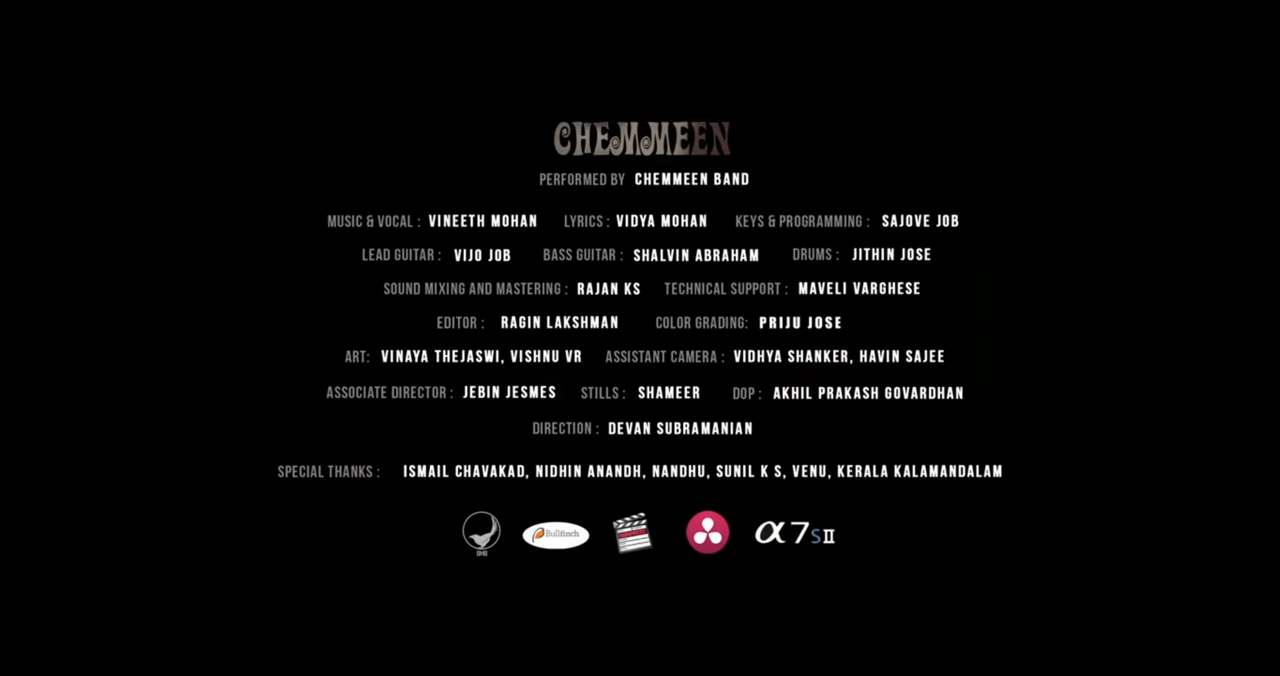 CHEMMEEN
PERFORMED BY CHEMMEEN BAND
MUSIC & VOCAL : VINEETH MOHAN LYRICS : VIDYA MOHAN KEYS & PROGRAMMING : SAJOVE JOB
LEAD GUITAR : VIJO JOB BASS GUITAR : SHALVIN ABRAHAM DRUMS : JITHIN JOSE
SOUND MIXING AND MASTERING : RAJAN KS TECHNICAL SUPPORT : MAVELI VARGHESE
EDITOR : RAGIN LAKSHMAN COLOR GRADING: PRIJU JOSE
ART: VINAYA THEJASWI, VISHNU VR ASSISTANT CAMERA : VIDHYA SHANKER, HAVIN SAJEE
ASSOCIATE DIRECTOR : JEBIN JESMES STILLS : SHAMEER DOP : AKHIL PRAKASH GOVARDHAN
DIRECTION : DEVAN SUBRAMANIAN
SPECIAL THANKS : ISMAIL CHAVAKAD, NIDHIN ANANDH, NANDHU, SUNIL K S, VENU, KERALA KALAMANDALAM
BMB Bullfinch α7SII